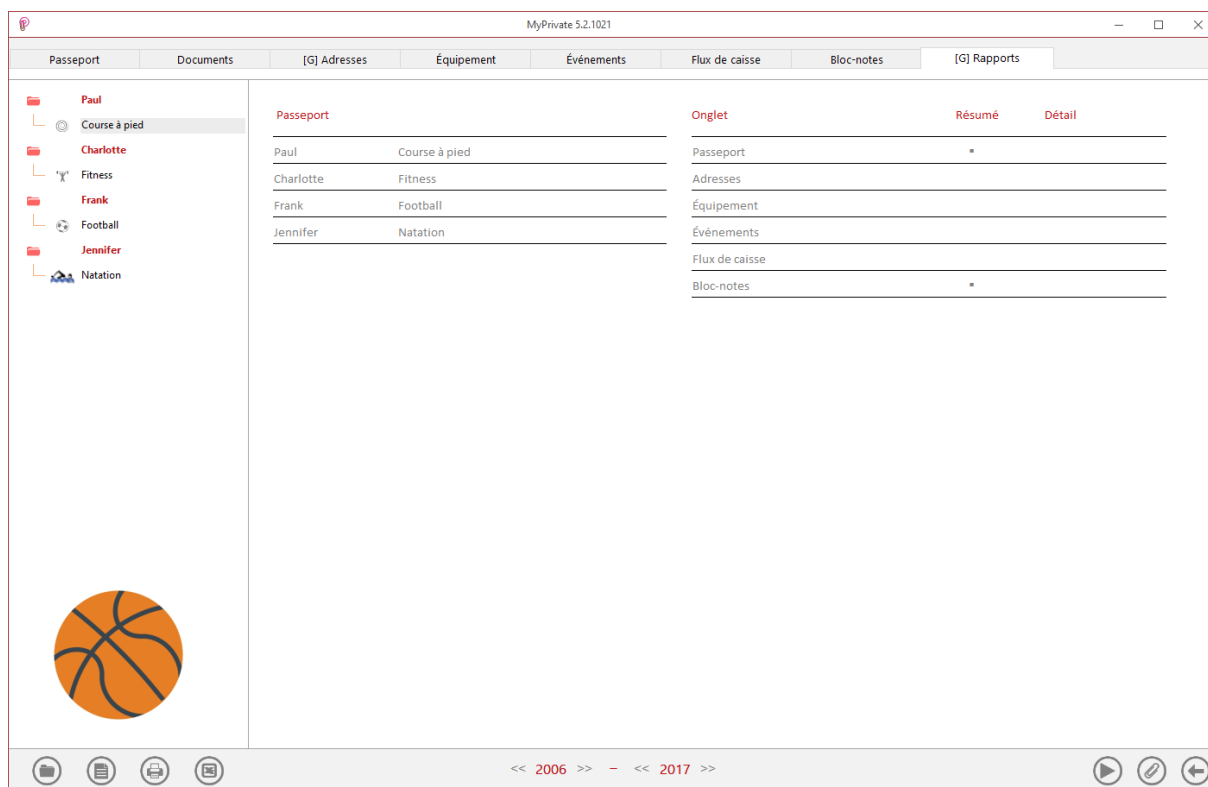 MyPrivate 5.2.1021
Passeport Documents [G] Adresses Équipement Événements Flux de caisse Bloc-notes [G] Rapports
Paul
Course à pied
Charlotte
Fitness
Frank
Football
Jennifer
Natation
Passeport
Paul Course à pied
Charlotte Fitness
Frank Football
Jennifer Natation
Onglet Résumé Détail
Passeport
Adresses
Équipement
Événements
Flux de caisse
Bloc-notes
<< 2006 >> – << 2017 >>